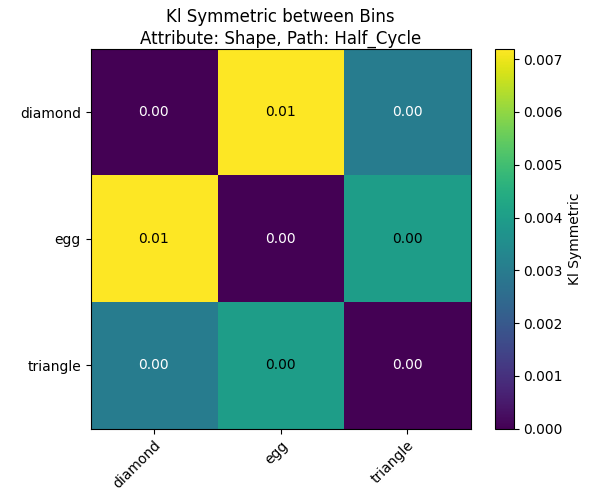 Kl Symmetric between Bins
Attribute: Shape, Path: Half_Cycle
diamond
0.00
0.01
0.00
egg
0.01
0.00
0.00
triangle
0.00
0.00
0.00
diamond
egg
triangle
0.007
0.006
0.005
0.004
0.003
0.002
0.001
0.000
Kl Symmetric